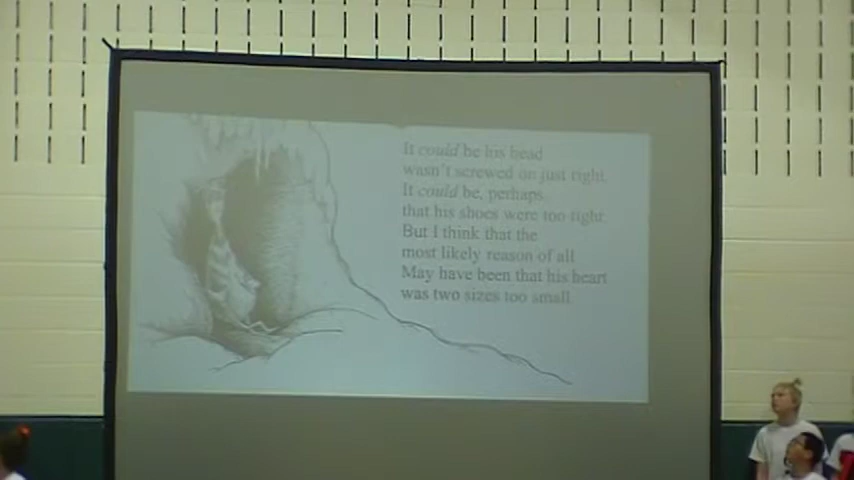 It could be his head
wasn't screwed on just right.
It could be, perhaps,
that his shoes were too tight.
But I think that the
most likely reason of all
May have been that his heart
was two sizes too small.